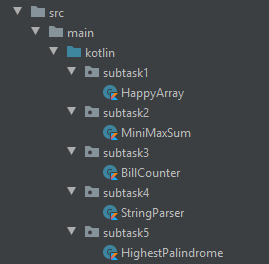 src
main
kotlin
subtask1
HappyArray
subtask2
MiniMaxSum
subtask3
BillCounter
subtask4
StringParser
subtask5
HighestPalindrome